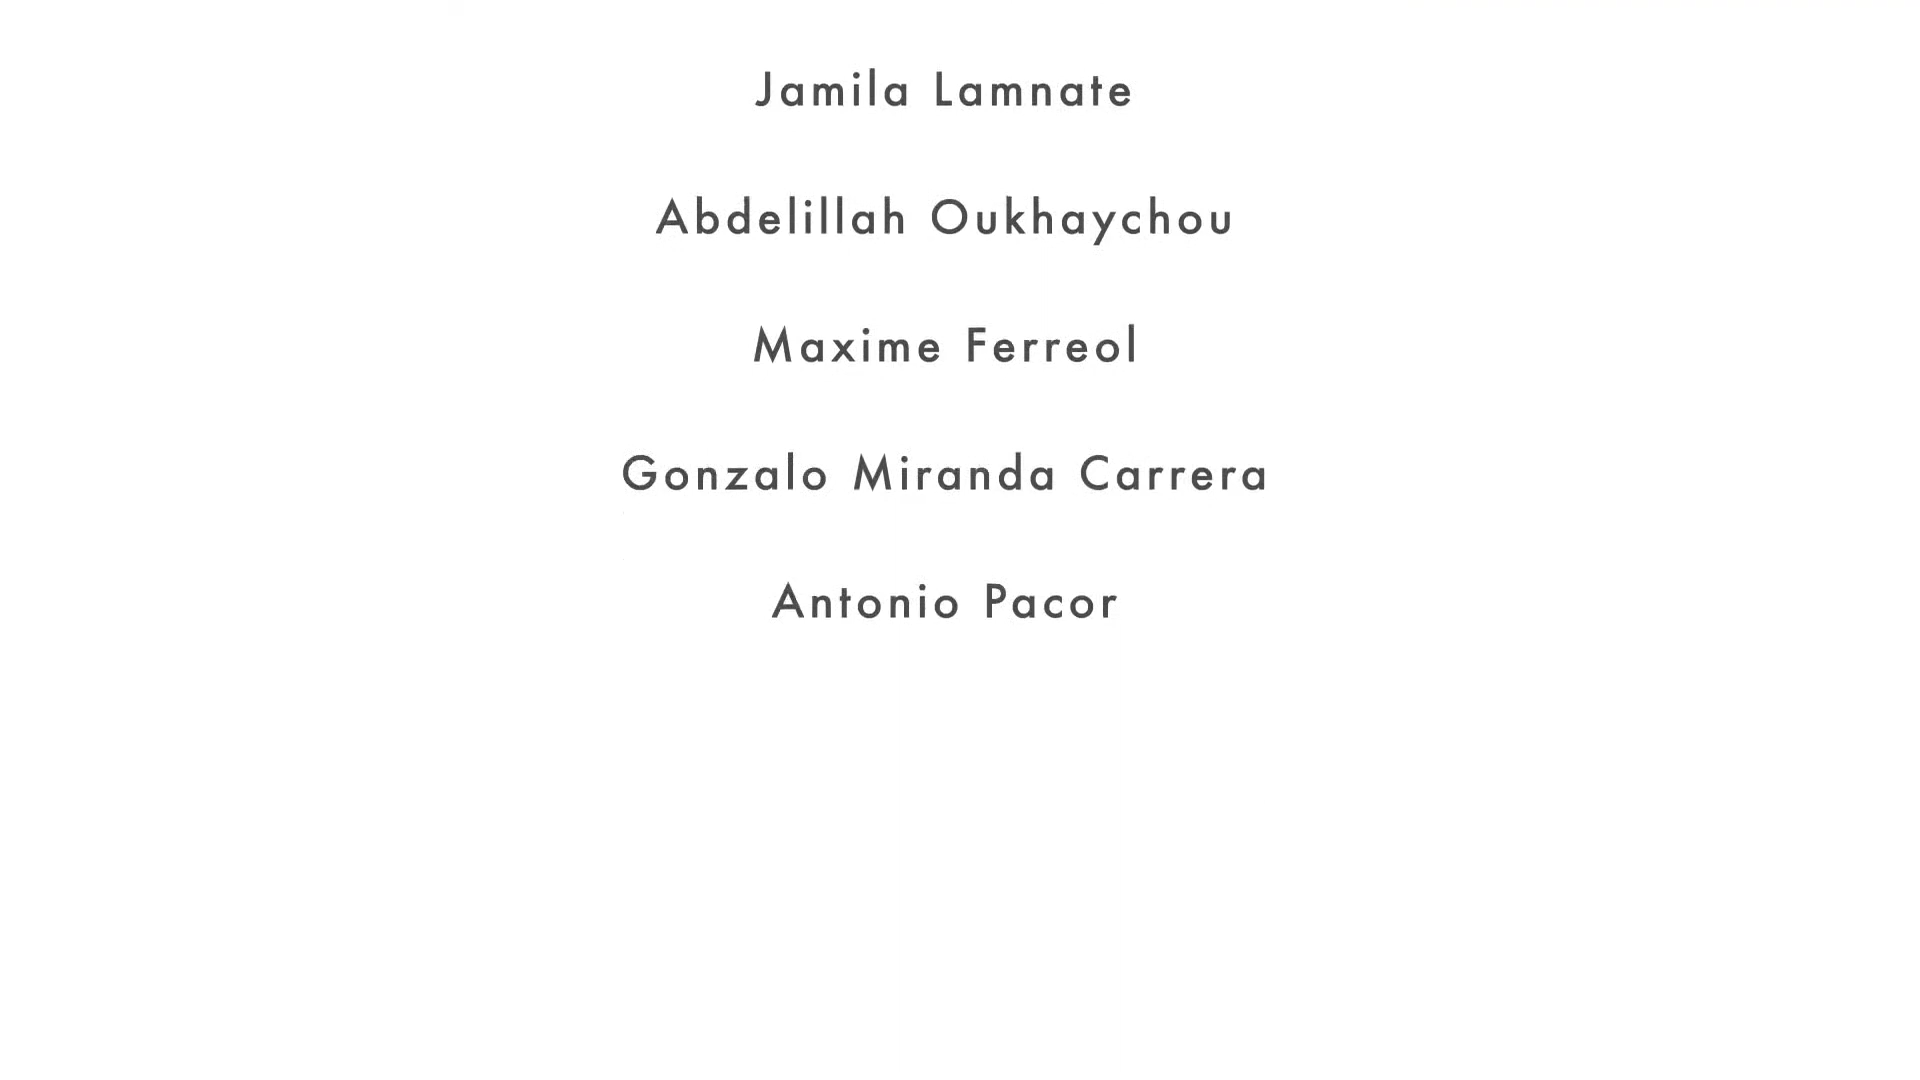 Jamila Lamnate
Abdelillah Oukhaychou
Maxime Ferreol
Gonzalo Miranda Carrera
Antonio Pacor